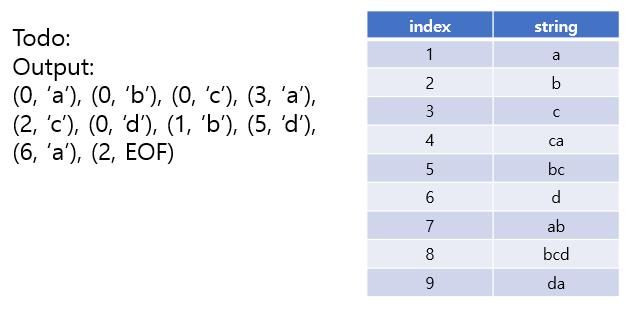 Todo:
Output:
(0, ‘a’), (0, ‘b’), (0, ‘c’), (3, ‘a’),
(2, ‘c’), (0, ‘d’), (1, ‘b’), (5, ‘d’),
(6, ‘a’), (2, EOF)
index string
1 a
2 b
3 c
4 ca
5 bc
6 d
7 ab
8 bcd
9 da